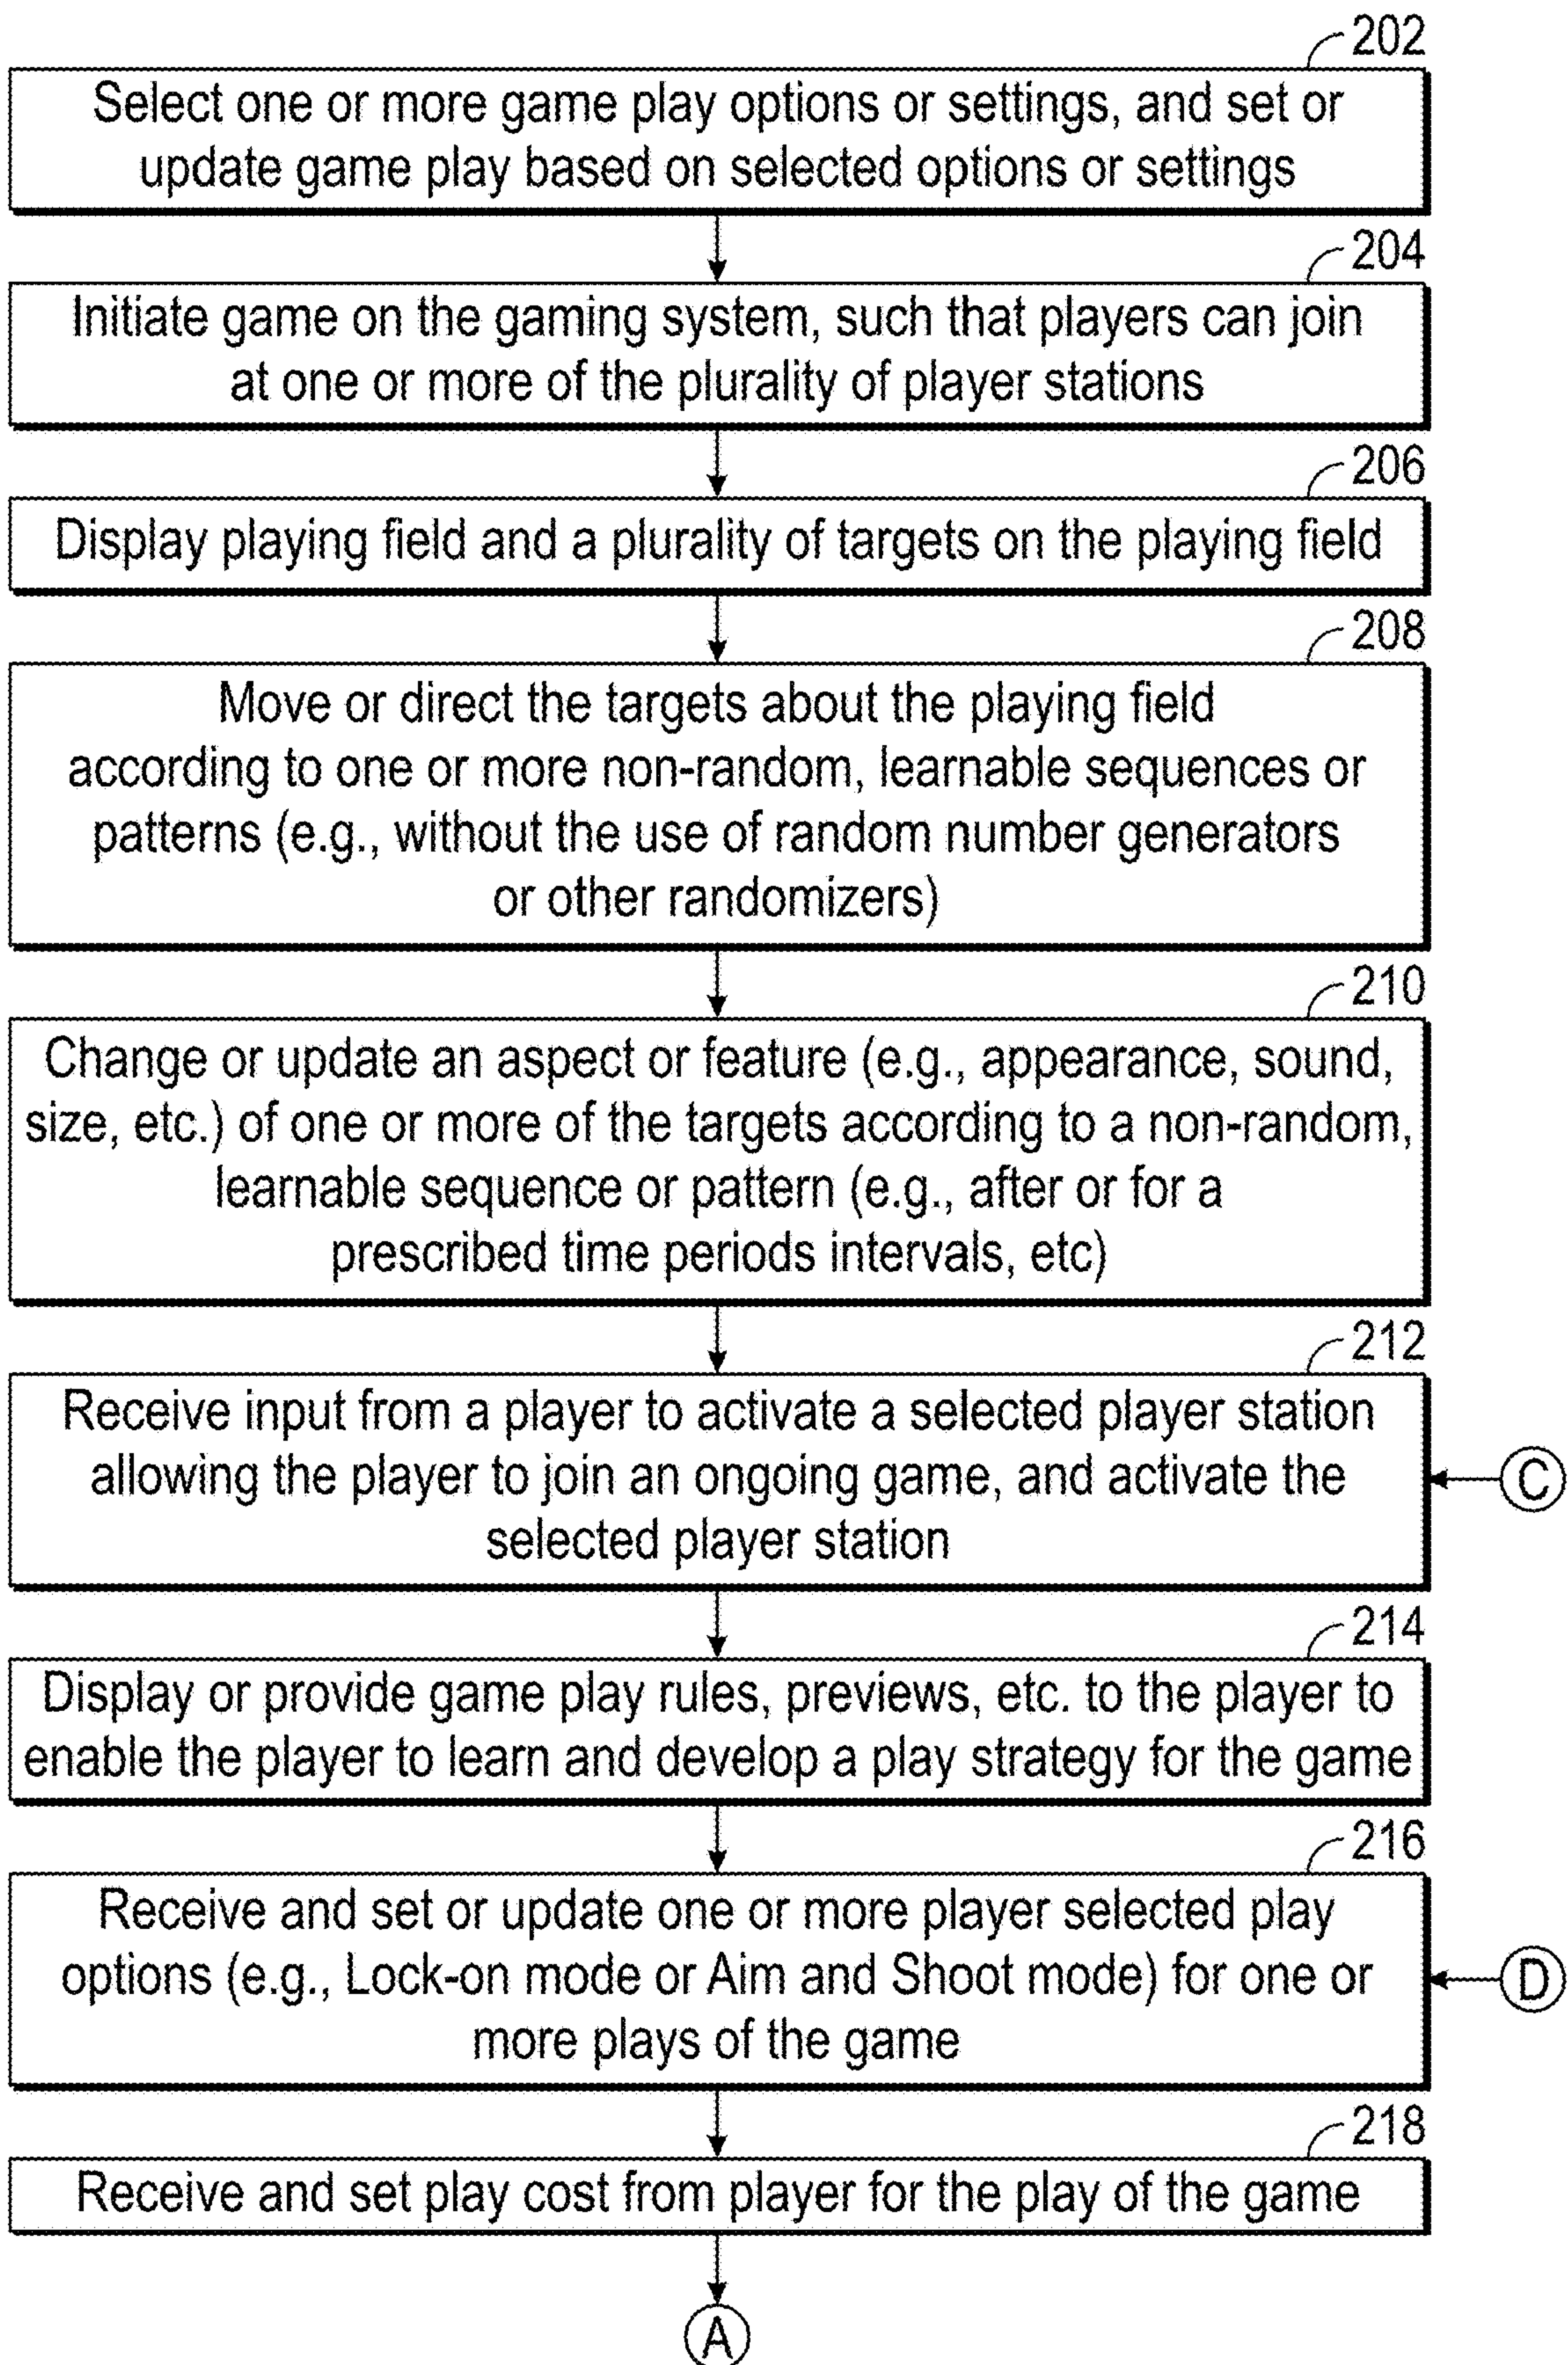 202
Select one or more game play options or settings, and set or
update game play based on selected options or settings
204
Initiate game on the gaming system, such that players can join
at one or more of the plurality of player stations
206
Display playing field and a plurality of targets on the playing field
208
Move or direct the targets about the playing field
according to one or more non-random, learnable sequences or
patterns (e.g., without the use of random number generators
or other randomizers)
210
Change or update an aspect or feature (e.g., appearance, sound,
size, etc.) of one or more of the targets according to a non-random,
learnable sequence or pattern (e.g., after or for a
prescribed time periods intervals, etc)
212
Receive input from a player to activate a selected player station
allowing the player to join an ongoing game, and activate the
selected player station
C
214
Display or provide game play rules, previews, etc. to the player to
enable the player to learn and develop a play strategy for the game
216
Receive and set or update one or more player selected play
options (e.g., Lock-on mode or Aim and Shoot mode) for one or
more plays of the game
D
218
Receive and set play cost from player for the play of the game
A